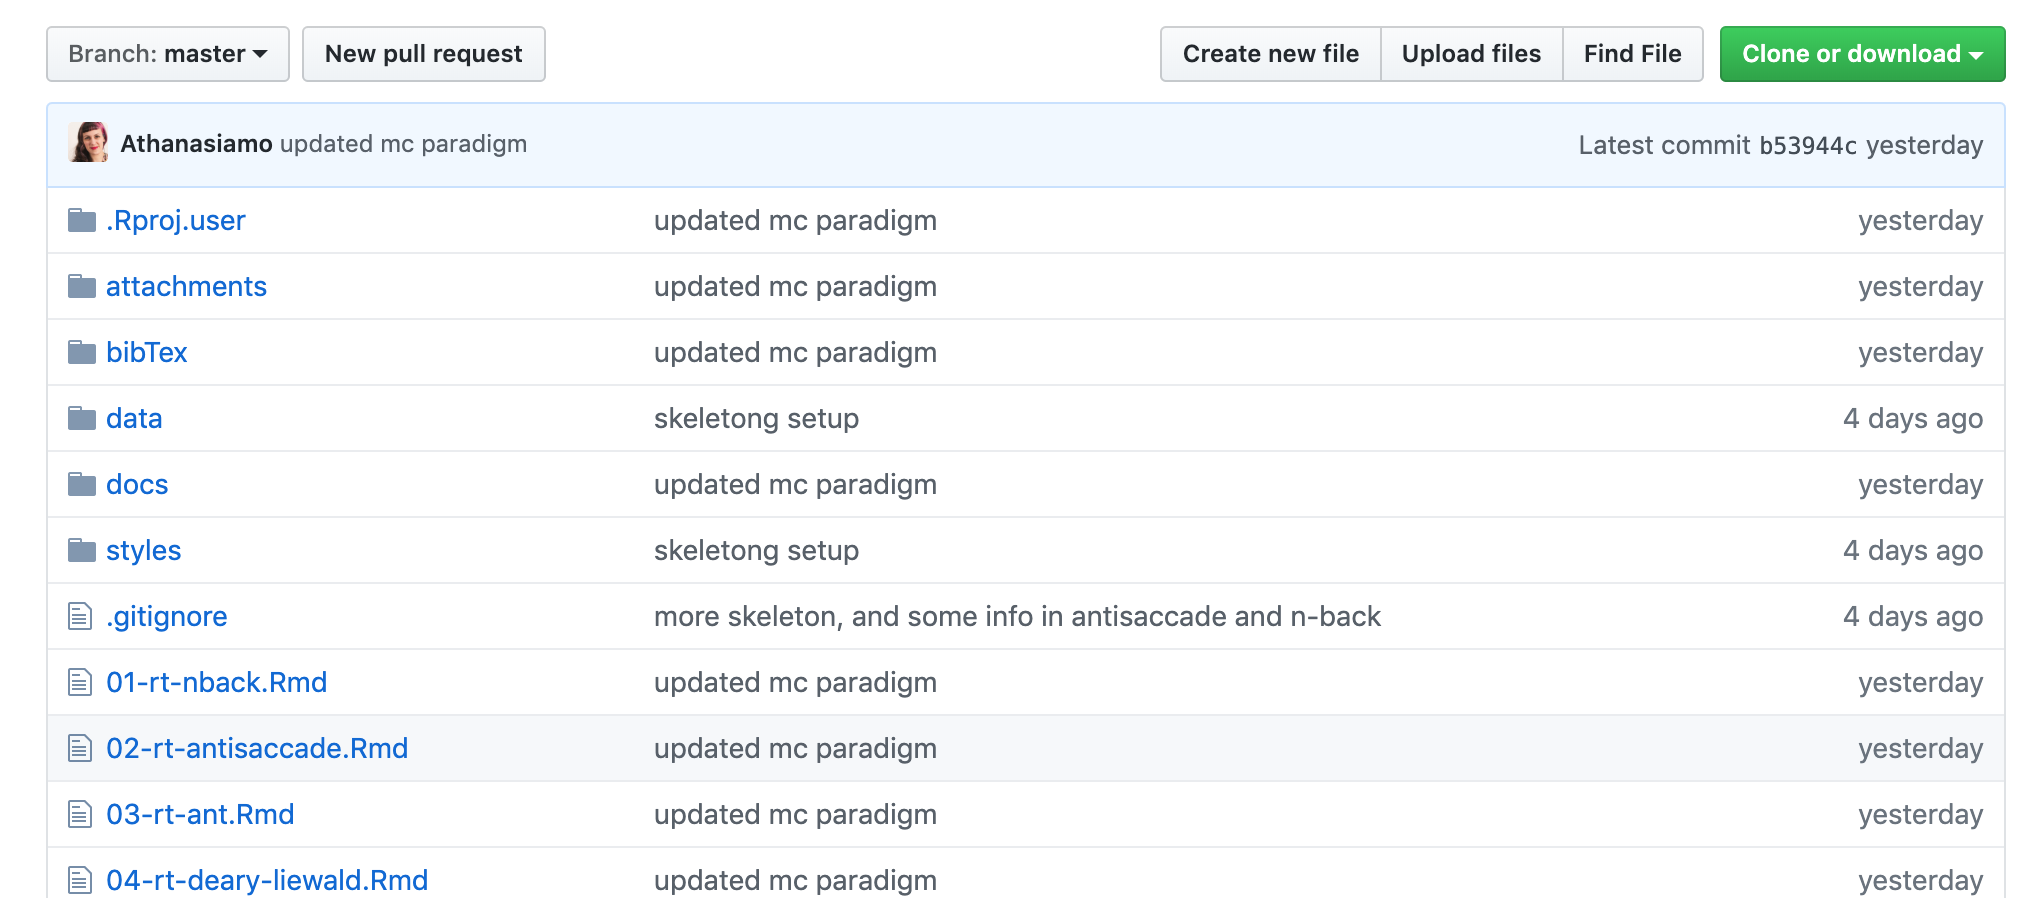 Branch: master New pull request Create new file Upload files Find File Clone or download
Athanasiamo updated mc paradigm Latest commit b53944c yesterday
.Rproj.user updated mc paradigm yesterday
attachments updated mc paradigm yesterday
bibTex updated mc paradigm yesterday
data skeletong setup 4 days ago
docs updated mc paradigm yesterday
styles skeletong setup 4 days ago
.gitignore more skeleton, and some info in antisaccade and n-back 4 days ago
01-rt-nback.Rmd updated mc paradigm yesterday
02-rt-antisaccade.Rmd updated mc paradigm yesterday
03-rt-ant.Rmd updated mc paradigm yesterday
04-rt-deary-liewald.Rmd updated mc paradigm yesterday